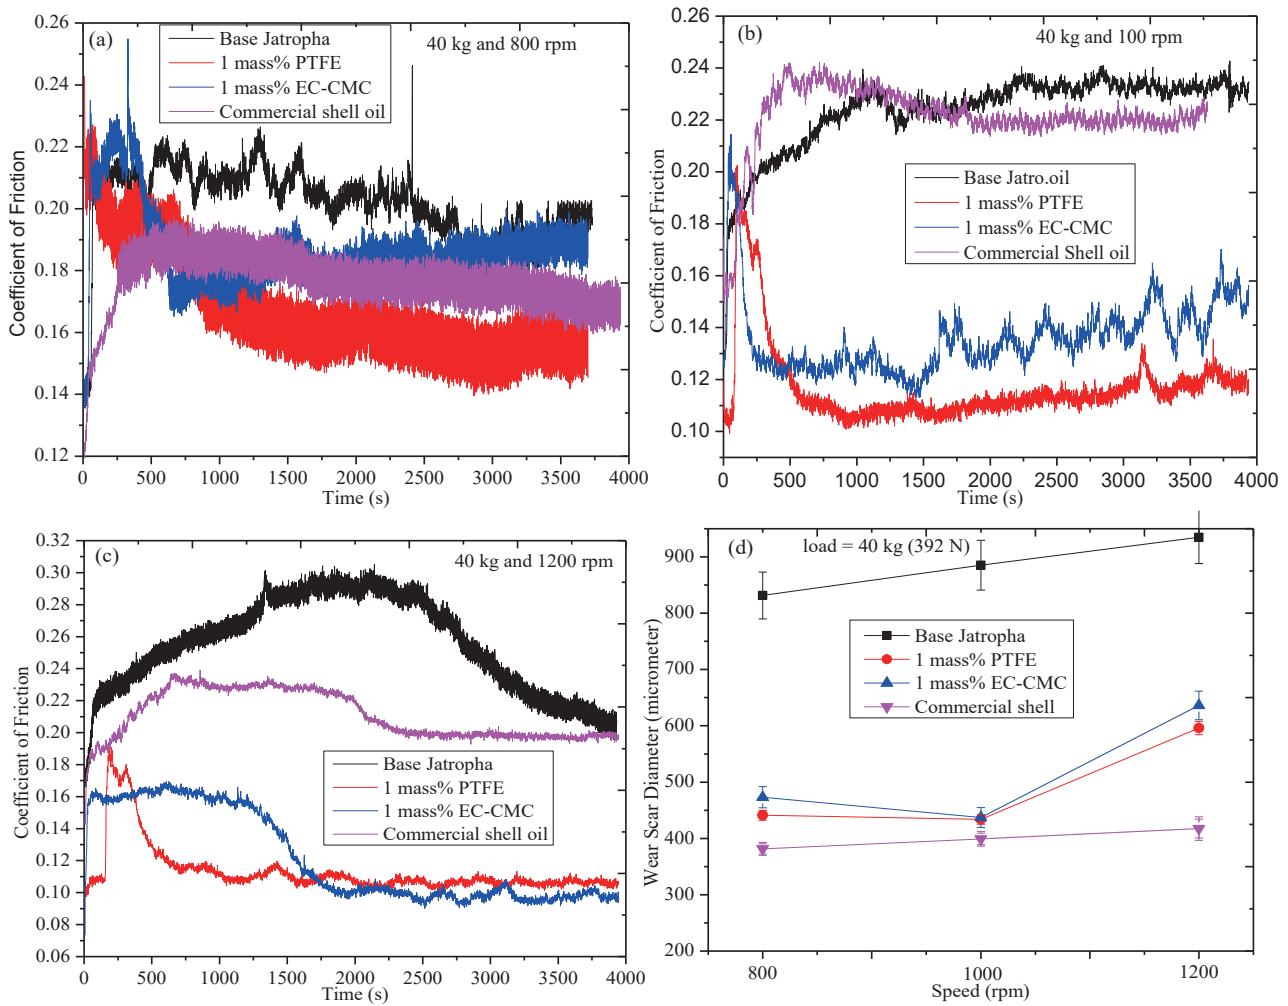 (a)
40 kg and 800 rpm
Base Jatropha
1 mass% PTFE
1 mass% EC-CMC
Commercial shell oil
Coefficient of Friction
0.26
0.24
0.22
0.20
0.18
0.16
0.14
0.12
0 500 1000 1500 2000 2500 3000 3500 4000
Time (s)
(b)
40 kg and 100 rpm
Base Jatro.oil
1 mass% PTFE
1 mass% EC-CMC
Commercial Shell oil
Coefficient of Friction
0.26
0.24
0.22
0.20
0.18
0.16
0.14
0.12
0.10
0 500 1000 1500 2000 2500 3000 3500 4000
Time (s)
(c)
40 kg and 1200 rpm
Base Jatropha
1 mass% PTFE
1 mass% EC-CMC
Commercial shell oil
Coefficient of Friction
0.32
0.30
0.28
0.26
0.24
0.22
0.20
0.18
0.16
0.14
0.12
0.10
0.08
0.06
0 500 1000 1500 2000 2500 3000 3500 4000
Time (s)
(d)
load = 40 kg (392 N)
Base Jatropha
1 mass% PTFE
1 mass% EC-CMC
Commercial shell
Wear Scar Diameter (micrometer)
900
800
700
600
500
400
300
200
800 1000 1200
Speed (rpm)